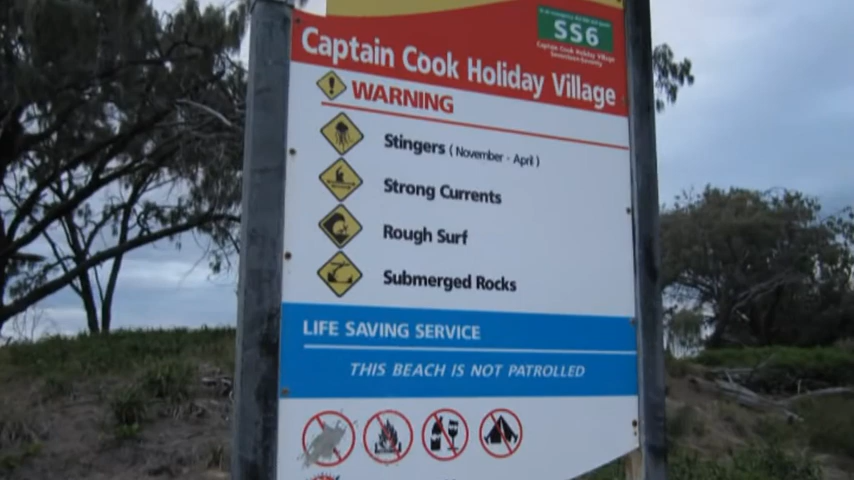 SS6
Captain Cook Holiday Village
Captain Cook Holiday Village
WARNING
Stingers ( November - April )
Strong Currents
Rough Surf
Submerged Rocks
LIFE SAVING SERVICE
THIS BEACH IS NOT PATROLLED